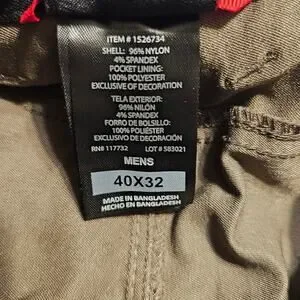 ITEM # 1526734
SHELL: 96% NYLON
4% SPANDEX
POCKET LINING:
100% POLYESTER
EXCLUSIVE OF DECORATION
TELA EXTERIOR:
96% NILÓN
4% SPANDEX
FORRO DE BOLSILLO:
100% POLIÉSTER
EXCLUSIVO DE DECORACIÓN
RN# 117732 LOT # 583021
MENS
40X32
MADE IN BANGLADESH
HECHO EN BANGLADESH